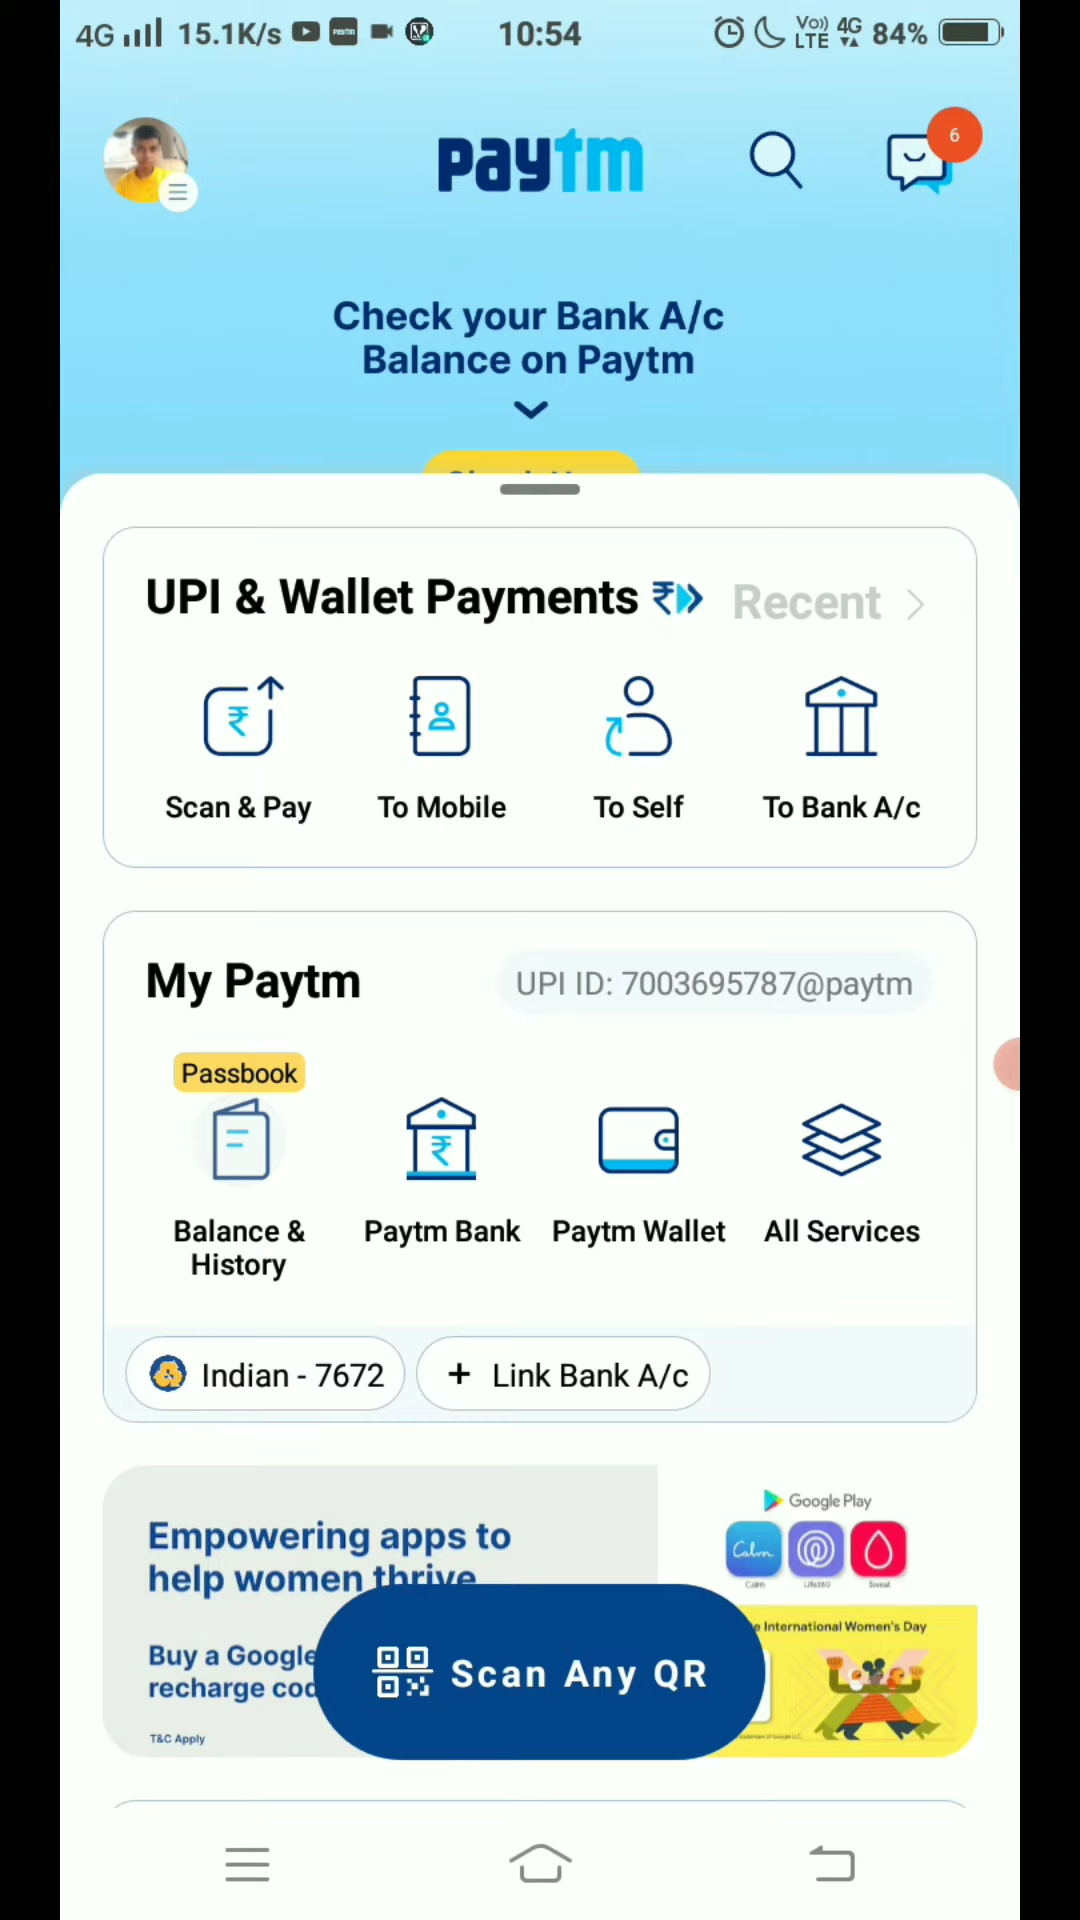 4G 15.1K/s 10:54 Vo)) LTE 4G 84%
paytm
6
Check your Bank A/c
Balance on Paytm
UPI & Wallet Payments Recent
Scan & Pay To Mobile To Self To Bank A/c
My Paytm UPI ID: 7003695787@paytm
Passbook
Balance & History Paytm Bank Paytm Wallet All Services
Indian - 7672 + Link Bank A/c
Google Play
Empowering apps to
help women thrive
Calm Life360 Sweat
International Women's Day
Buy a Google
recharge
T&C Apply
Scan Any QR